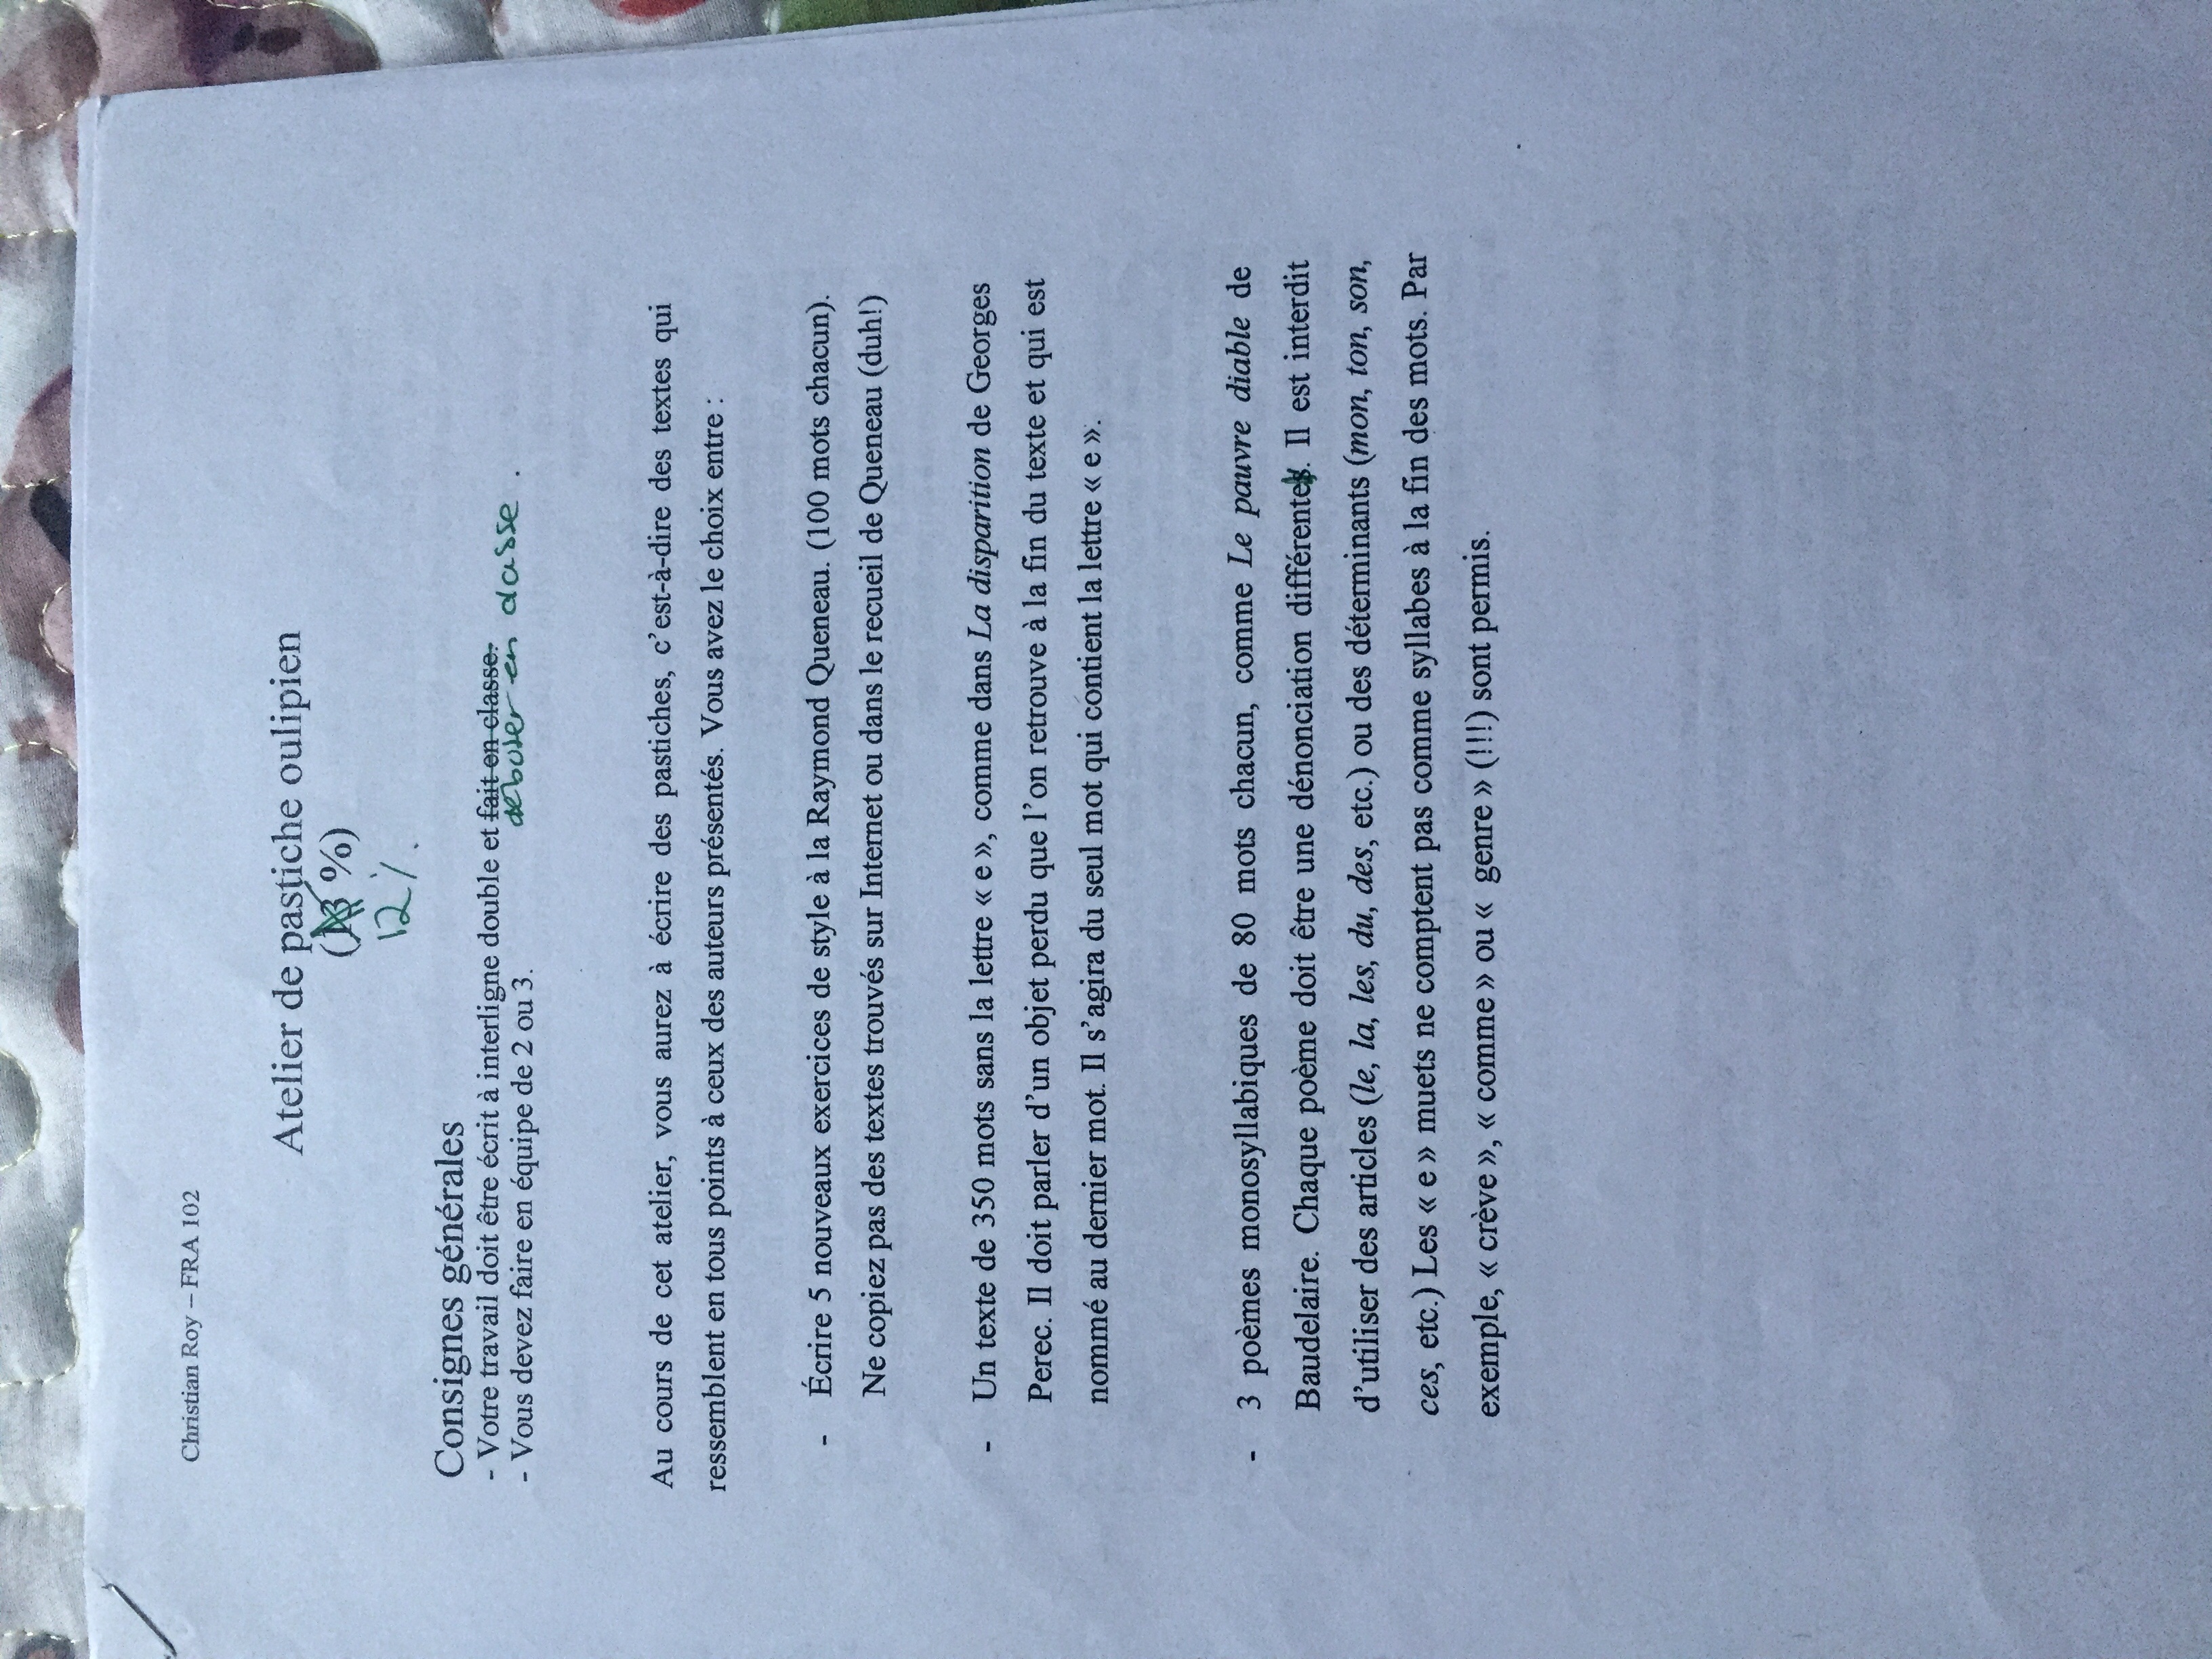 Christian Roy – FRA 102
Atelier de pastiche oulipien
(13 %)
12 %.
Consignes générales
- Votre travail doit être écrit à interligne double et fait en classe.
débuter en classe.
- Vous devez faire en équipe de 2 ou 3.
Au cours de cet atelier, vous aurez à écrire des pastiches, c’est-à-dire des textes qui
ressemblent en tous points à ceux des auteurs présentés. Vous avez le choix entre :
- Écrire 5 nouveaux exercices de style à la Raymond Queneau. (100 mots chacun).
Ne copiez pas des textes trouvés sur Internet ou dans le recueil de Queneau (duh!)
- Un texte de 350 mots sans la lettre « e », comme dans La disparition de Georges
Perec. Il doit parler d’un objet perdu que l’on retrouve à la fin du texte et qui est
nommé au dernier mot. Il s’agira du seul mot qui contient la lettre « e ».
- 3 poèmes monosyllabiques de 80 mots chacun, comme Le pauvre diable de
Baudelaire. Chaque poème doit être une dénonciation différente. Il est interdit
d’utiliser des articles (le, la, les, du, des, etc.) ou des déterminants (mon, ton, son,
ces, etc.) Les « e » muets ne comptent pas comme syllabes à la fin des mots. Par
exemple, « crève », « comme » ou « genre » (!!!) sont permis.